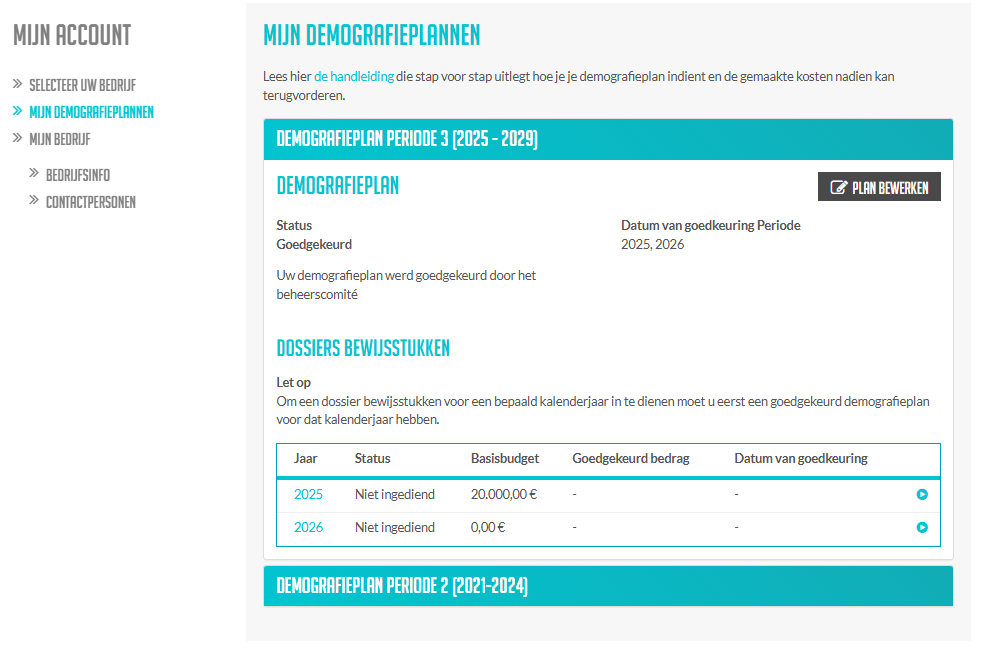 MIJN ACCOUNT
SELECTEER UW BEDRIJF
MIJN DEMOGRAFIEPLANNEN
MIJN BEDRIJF
BEDRIJFSINFO
CONTACTPERSONEN
MIJN DEMOGRAFIEPLANNEN
Lees hier de handleiding die stap voor stap uitlegt hoe je je demografieplan indient en de gemaakte kosten nadien kan
terugvorderen.
DEMOGRAFIEPLAN PERIODE 3 (2025 - 2029)
DEMOGRAFIEPLAN
PLAN BEWERKEN
Status
Goedgekeurd
Datum van goedkeuring Periode
2025, 2026
Uw demografieplan werd goedgekeurd door het
beheerscomité
DOSSIERS BEWIJSSTUKKEN
Let op
Om een dossier bewijsstukken voor een bepaald kalenderjaar in te dienen moet u eerst een goedgekeurd demografieplan
voor dat kalenderjaar hebben.
Jaar Status Basisbudget Goedgekeurd bedrag Datum van goedkeuring
2025 Niet ingediend 20.000,00 € - -
2026 Niet ingediend 0,00 € - -
DEMOGRAFIEPLAN PERIODE 2 (2021-2024)